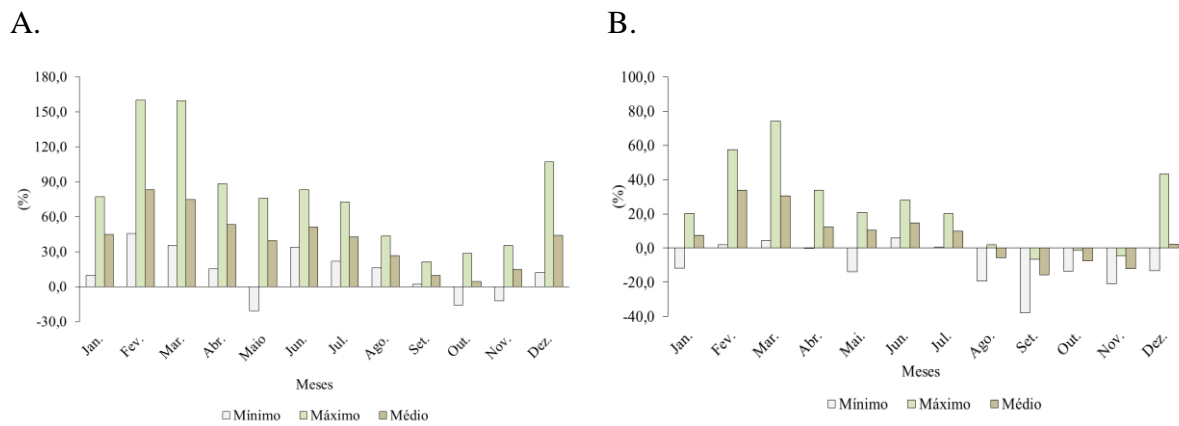 A.
180,0
150,0
120,0
90,0
60,0
30,0
0,0
-30,0
(%)
Jan. Fev. Mar. Abr. Maio Jun. Jul. Ago. Set. Out. Nov. Dez.
Meses
Mínimo Máximo Médio
B.
100,0
80,0
60,0
40,0
20,0
0,0
-20,0
-40,0
(%)
Jan. Fev. Mar. Abr. Mai. Jun. Jul. Ago. Set. Out. Nov. Dez.
Meses
Mínimo Máximo Médio